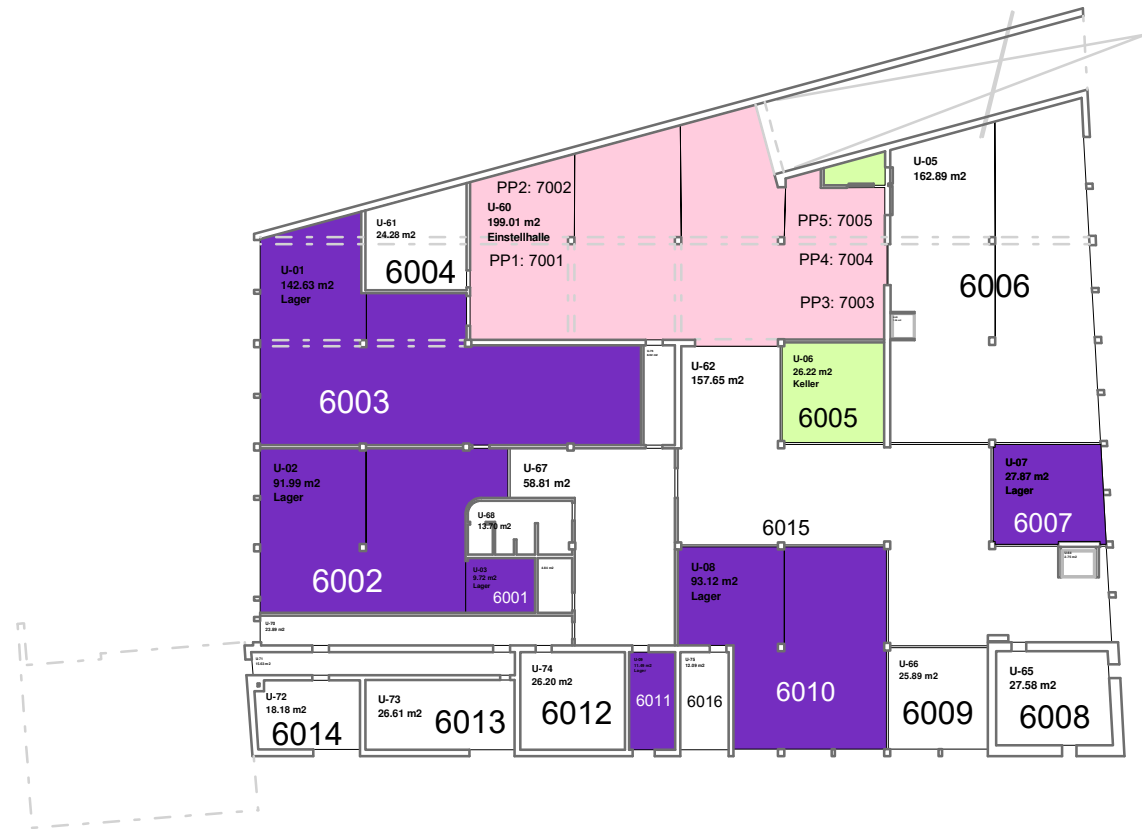 U-05
162.89 m2
PP2: 7002
U-60
199.01 m2
Einstellhalle
PP1: 7001
PP5: 7005
PP4: 7004
PP3: 7003
U-61
24.28 m2
6004
U-01
142.63 m2
Lager
6006
6003
U-62
157.65 m2
U-06
26.22 m2
Keller
6005
U-02
91.99 m2
Lager
U-67
58.81 m2
U-07
27.87 m2
Lager
6007
U-68
13.70 m2
6015
6002
U-03
9.72 m2
Lager
6001
U-08
93.12 m2
Lager
U-70
23.99 m2
U-71
U-72
18.18 m2
6014
U-73
26.61 m2
6013
U-74
26.20 m2
6012
Lager
6011
U-75
6016
6010
U-66
25.89 m2
6009
U-65
27.58 m2
6008